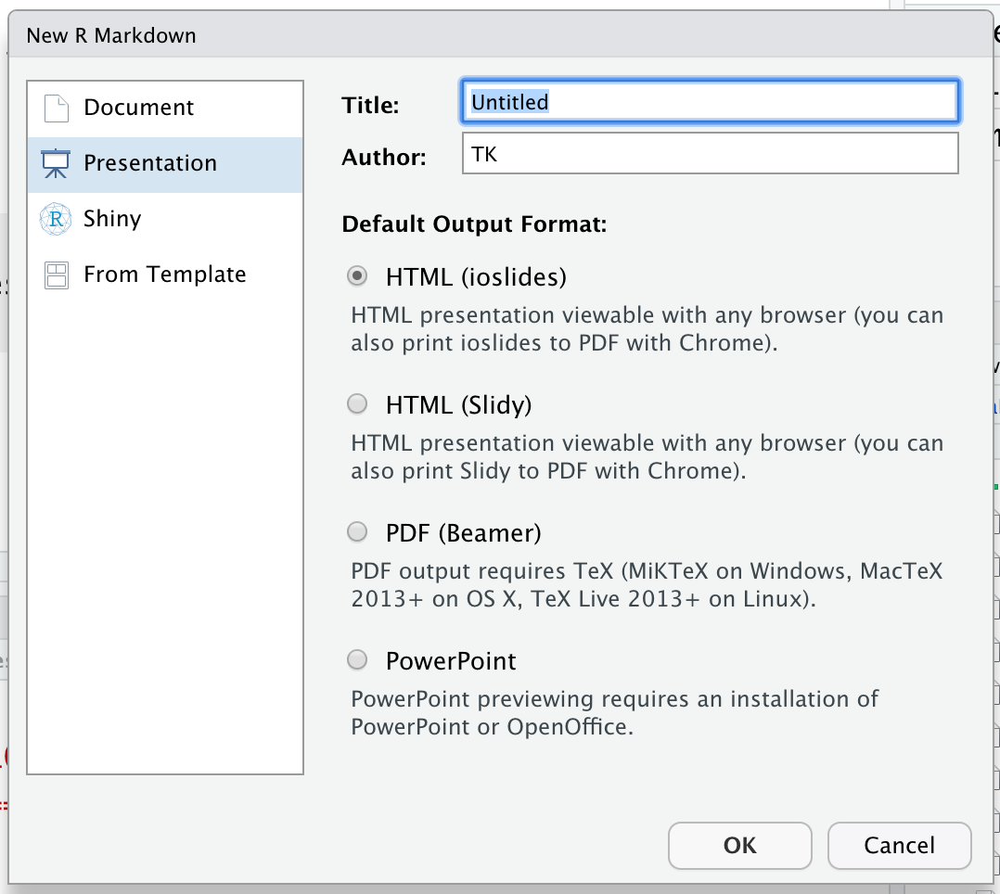 New R Markdown
Document
Presentation
R Shiny
From Template
Title: Untitled
Author: TK
Default Output Format:
HTML (ioslides)
HTML presentation viewable with any browser (you can
also print ioslides to PDF with Chrome).
HTML (Slidy)
HTML presentation viewable with any browser (you can
also print Slidy to PDF with Chrome).
PDF (Beamer)
PDF output requires TeX (MiKTeX on Windows, MacTeX
2013+ on OS X, TeX Live 2013+ on Linux).
PowerPoint
PowerPoint previewing requires an installation of
PowerPoint or OpenOffice.
OK
Cancel